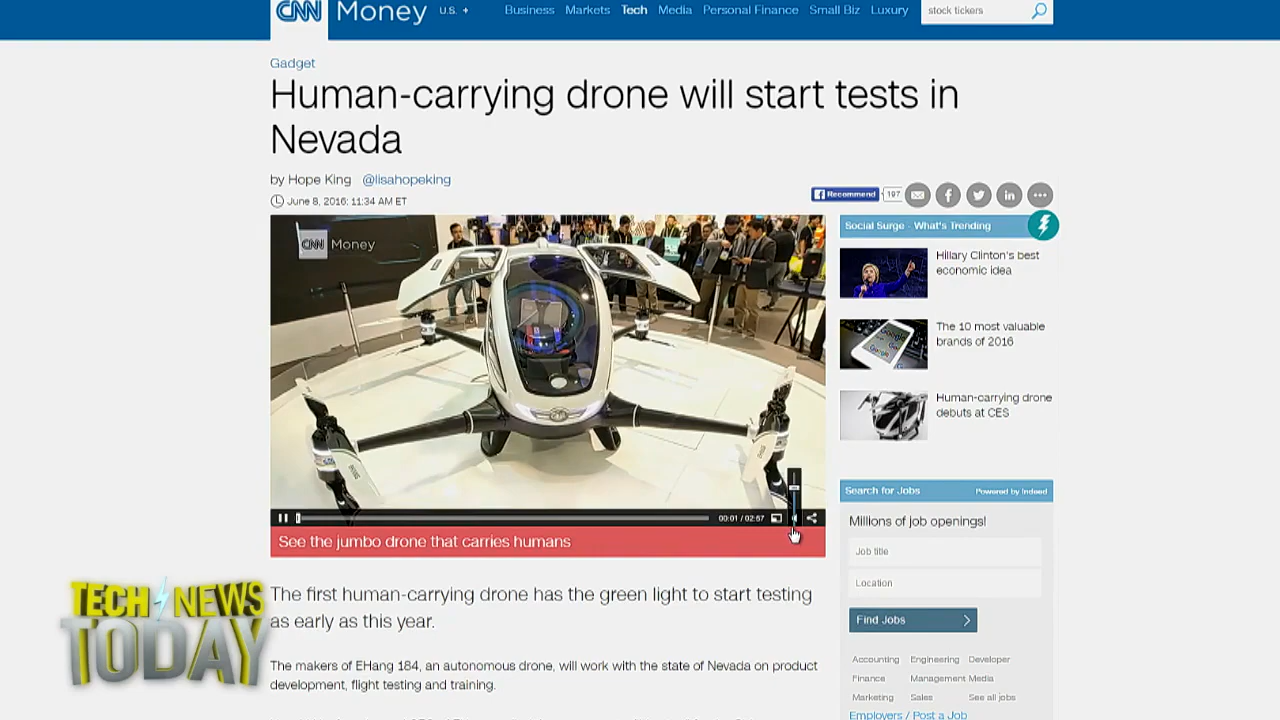 CNN Money U.S. + Business Markets Tech Media Personal Finance Small Biz Luxury stock tickers
Gadget
Human-carrying drone will start tests in
Nevada
by Hope King @lisahopeking
June 8, 2016: 11:34 AM ET
Recommend 197
CNN Money
00:01 / 02:57
See the jumbo drone that carries humans
The first human-carrying drone has the green light to start testing
as early as this year.
The makers of EHang 184, an autonomous drone, will work with the state of Nevada on product
development, flight testing and training.
Social Surge - What's Trending
Hillary Clinton's best
economic idea
The 10 most valuable
brands of 2016
Human-carrying drone
debuts at CES
Search for Jobs Powered by Indeed
Millions of job openings!
Job title
Location
Find Jobs
Accounting Engineering Developer
Finance Management Media
Marketing Sales See all jobs
Employers / Post a Job
TECH NEWS
TODAY